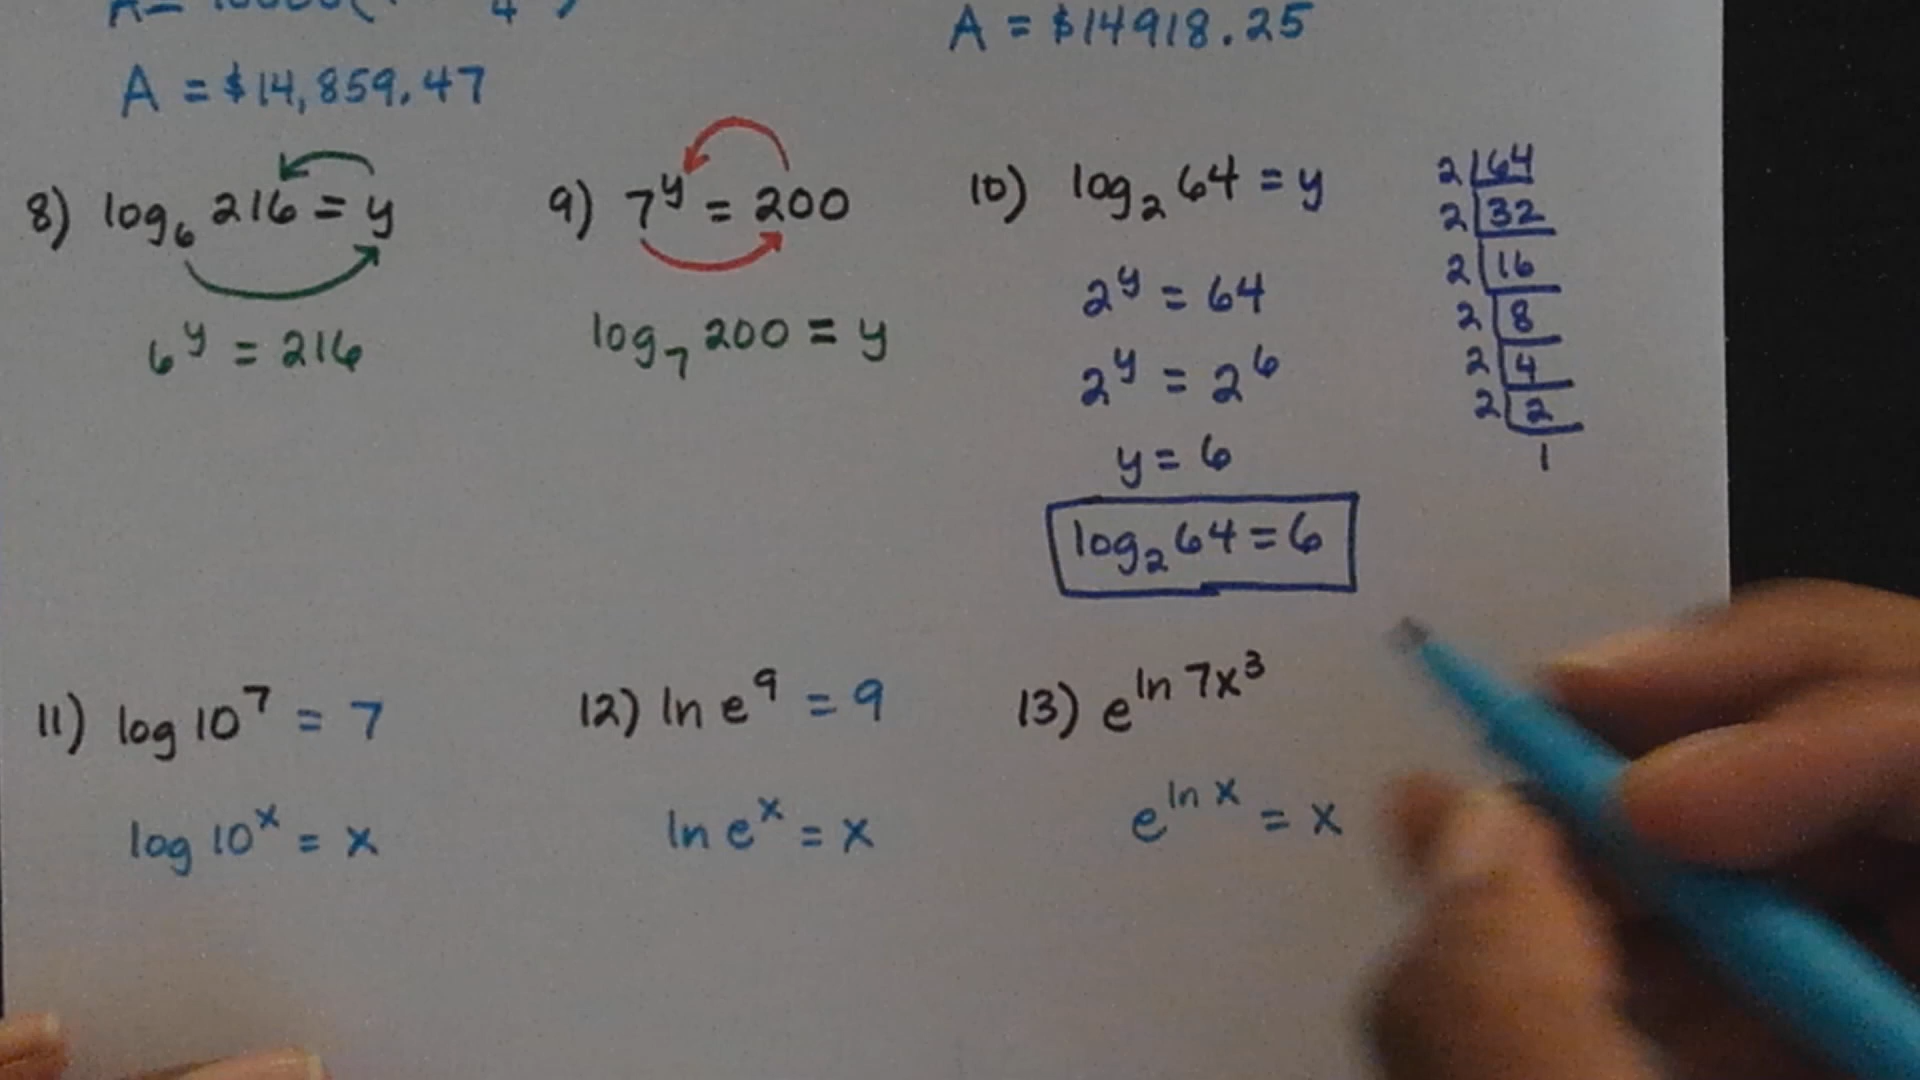 A = $14,859.47
A = $14918.25
8) log₆ 216 = y
6^y = 216
9) 7^y = 200
log₇ 200 = y
10) log₂ 64 = y
2^y = 64
2^y = 2^6
y = 6
log₂ 64 = 6
2 64
2 32
2 16
2 8
2 4
2 2
1
11) log 10^7 = 7
log 10^x = x
12) ln e^9 = 9
ln e^x = x
13) e^(ln 7x³)
e^(ln x) = x